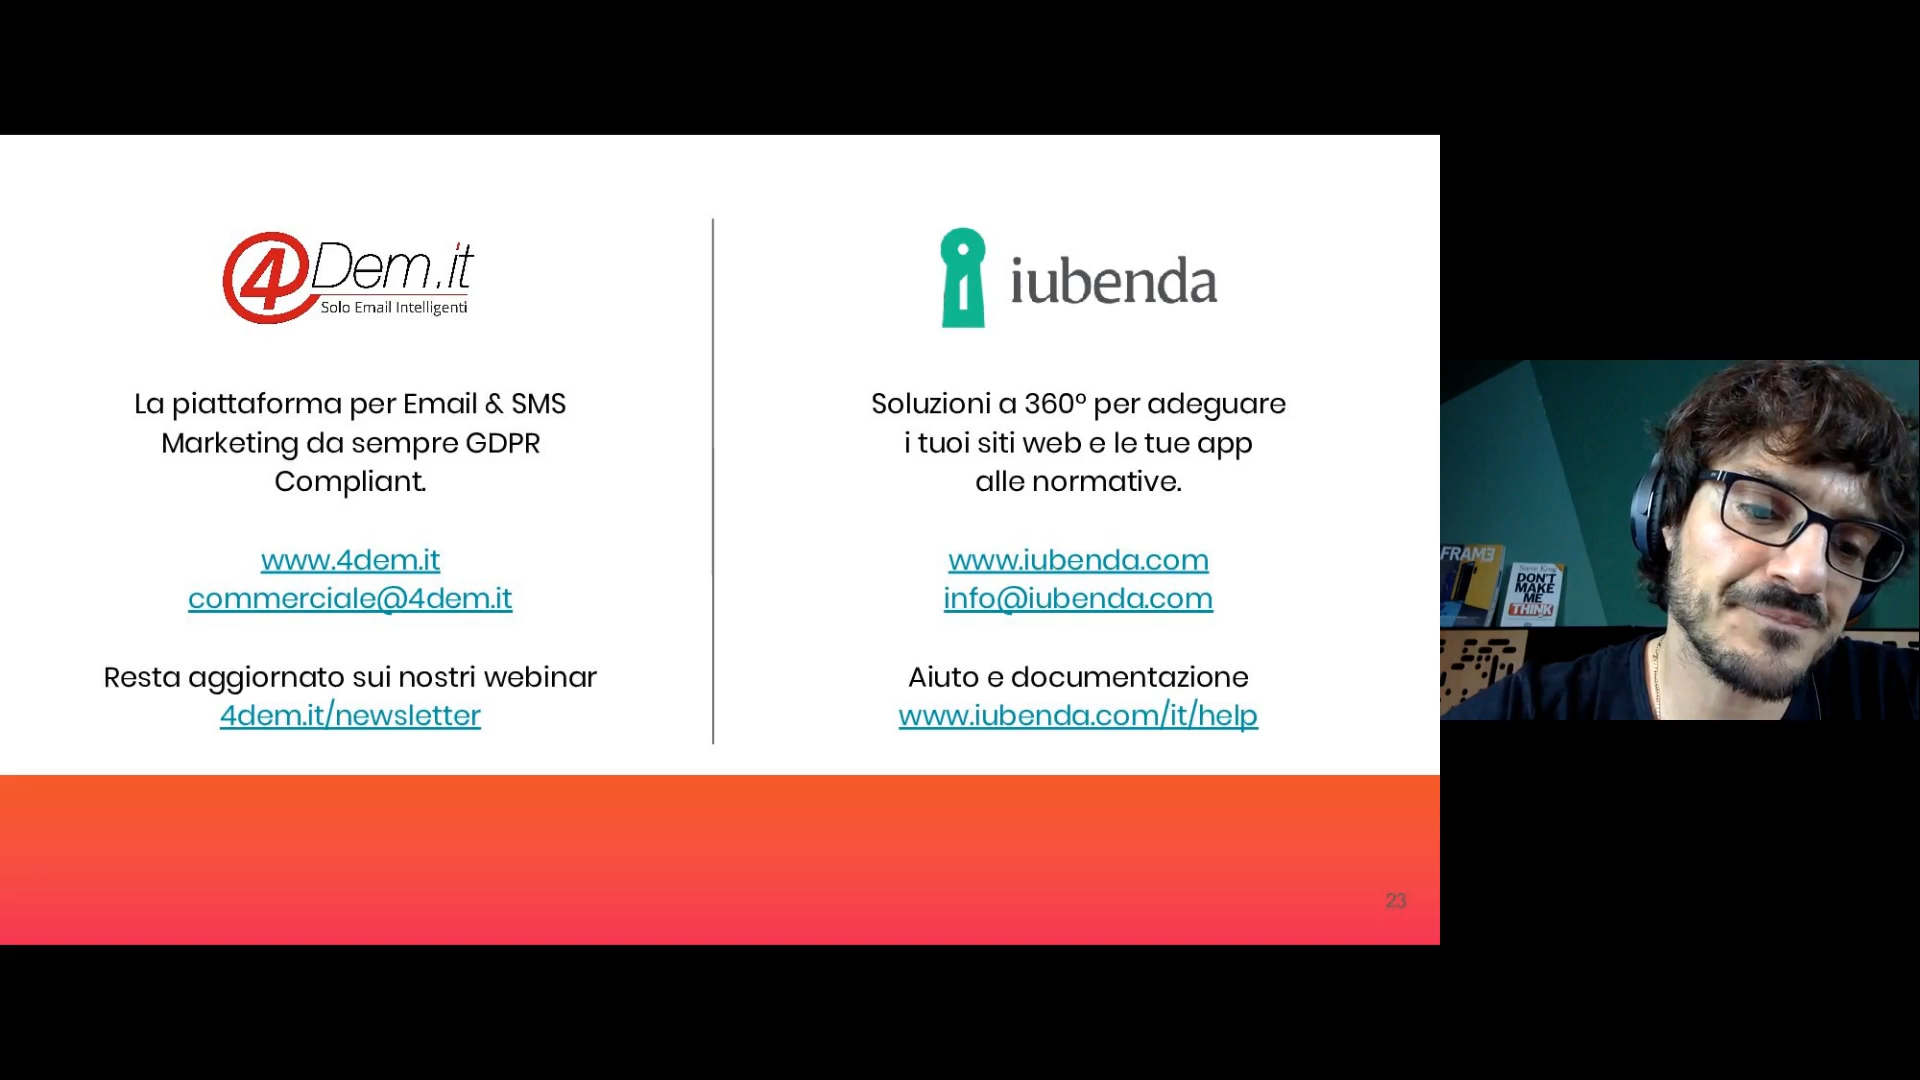 4Dem.it
Solo Email Intelligenti
La piattaforma per Email & SMS
Marketing da sempre GDPR
Compliant.
www.4dem.it
commerciale@4dem.it
Resta aggiornato sui nostri webinar
4dem.it/newsletter
iubenda
Soluzioni a 360° per adeguare
i tuoi siti web e le tue app
alle normative.
www.iubenda.com
info@iubenda.com
Aiuto e documentazione
www.iubenda.com/it/help
23
FRAME
Steve Krug
DON'T
MAKE
ME
THINK